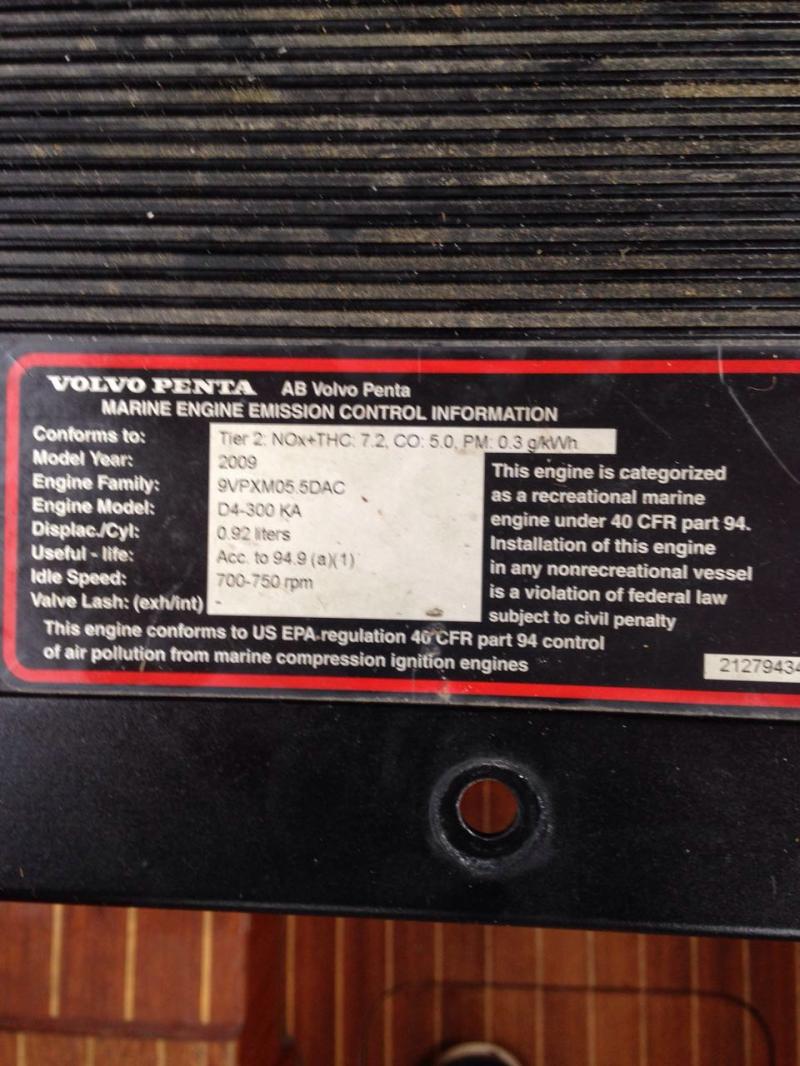 VOLVO PENTA AB Volvo Penta
MARINE ENGINE EMISSION CONTROL INFORMATION
Conforms to: Tier 2: NOx+THC: 7.2, CO: 5.0, PM: 0.3 g/kWh
Model Year: 2009
Engine Family: 9VPXM05.5DAC
Engine Model: D4-300 KA
Displac./Cyl: 0.92 liters
Useful - life: Acc. to 94.9 (a)(1)
Idle Speed: 700-750 rpm
Valve Lash: (exh/int) -
This engine is categorized
as a recreational marine
engine under 40 CFR part 94.
Installation of this engine
in any nonrecreational vessel
is a violation of federal law
subject to civil penalty
This engine conforms to US EPA regulation 40 CFR part 94 control
of air pollution from marine compression ignition engines
21279434